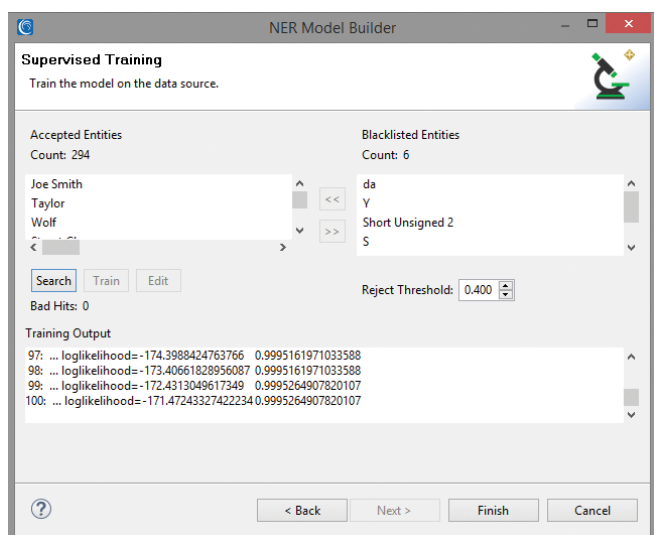 NER Model Builder
Supervised Training
Train the model on the data source.
Accepted Entities
Count: 294
Joe Smith
Taylor
Wolf
<<
>>
Blacklisted Entities
Count: 6
da
Y
Short Unsigned 2
S
Search Train Edit
Bad Hits: 0
Reject Threshold: 0.400
Training Output
97: ... loglikelihood=-174.3988424763766 0.9995161971033588
98: ... loglikelihood=-173.40661828956087 0.9995161971033588
99: ... loglikelihood=-172.4313049617349 0.9995264907820107
100: ... loglikelihood=-171.47243327422234 0.9995264907820107
< Back Next > Finish Cancel